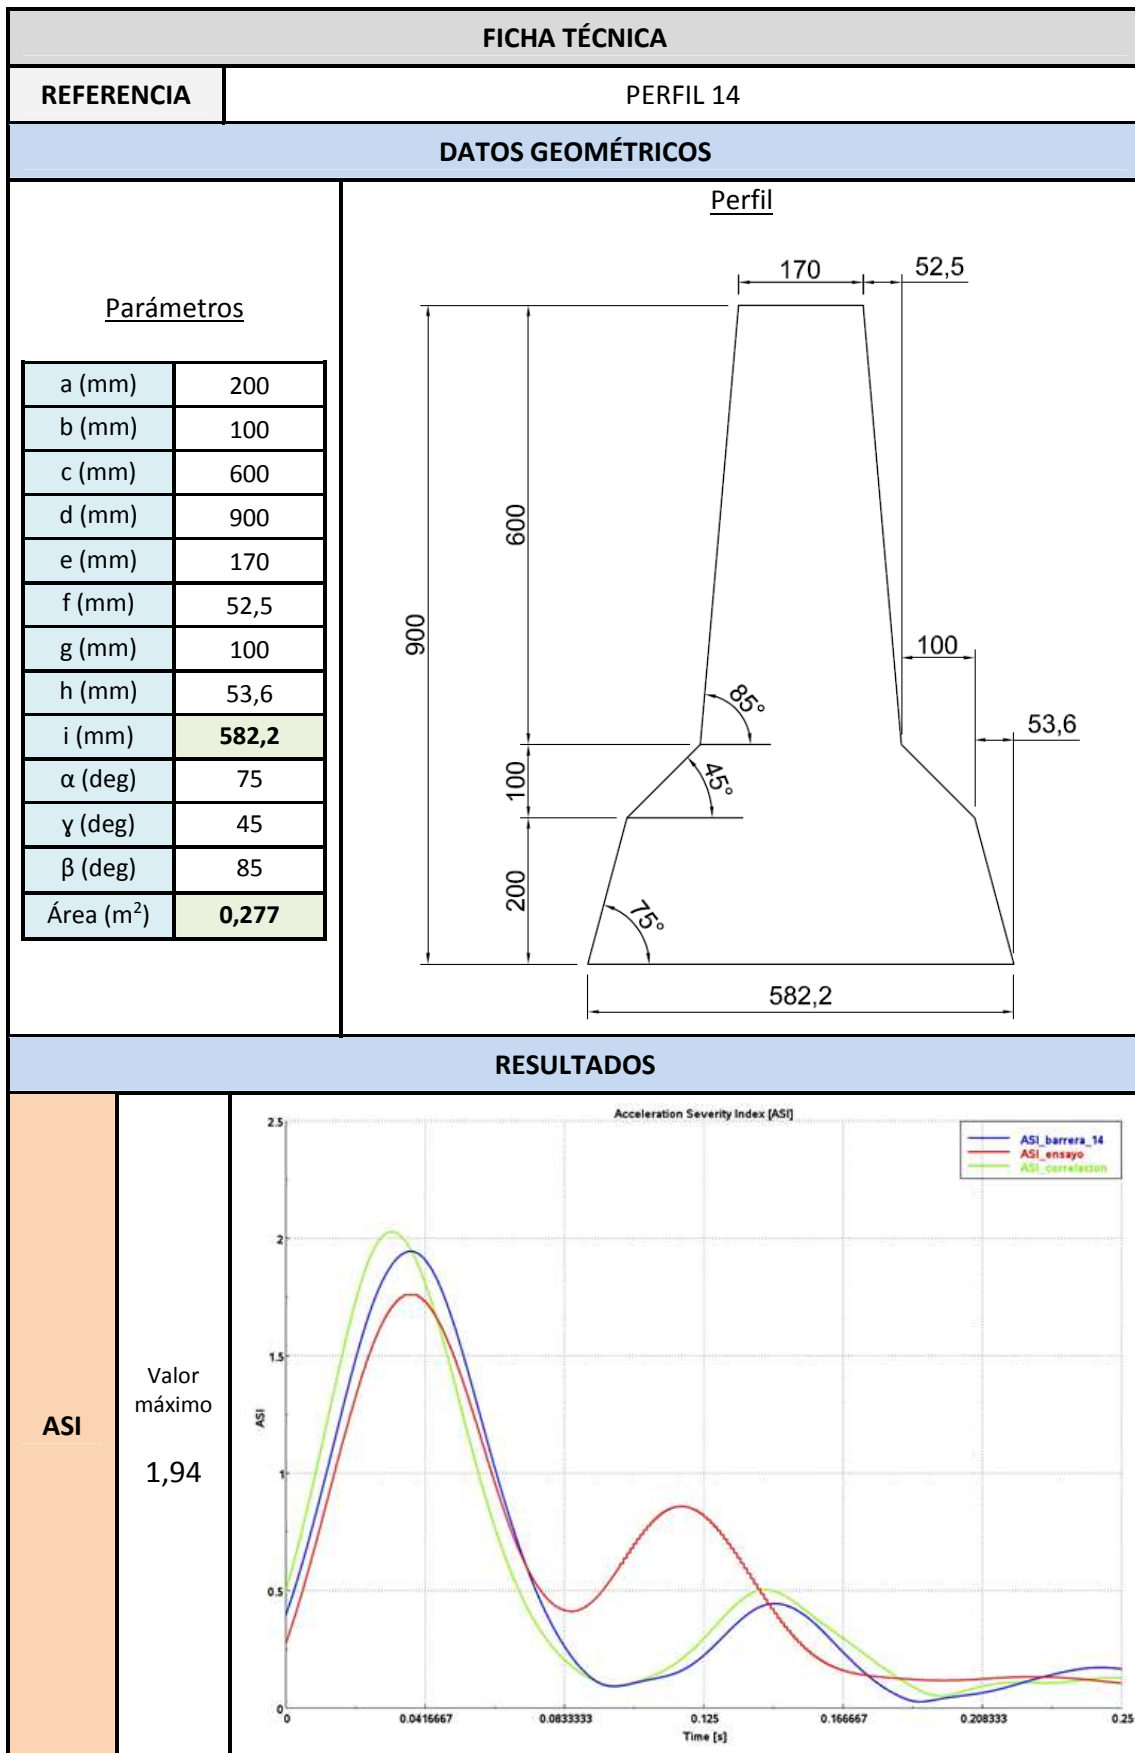 FICHA TÉCNICA
REFERENCIA PERFIL 14
DATOS GEOMÉTRICOS
Parámetros
a (mm) 200
b (mm) 100
c (mm) 600
d (mm) 900
e (mm) 170
f (mm) 52,5
g (mm) 100
h (mm) 53,6
i (mm) 582,2
α (deg) 75
ɣ (deg) 45
β (deg) 85
Área (m²) 0,277
Perfil
170 52,5
600
900
100
85°
53,6
100
45°
200
75°
582,2
RESULTADOS
ASI
Valor
máximo
1,94
Acceleration Severity Index [ASI]
ASI_barrera_14
ASI_ensayo
ASI_correlacion
2.5
2
1.5
1
0.5
0
ASI
0 0.0416667 0.0833333 0.125 0.166667 0.208333 0.25
Time [s]